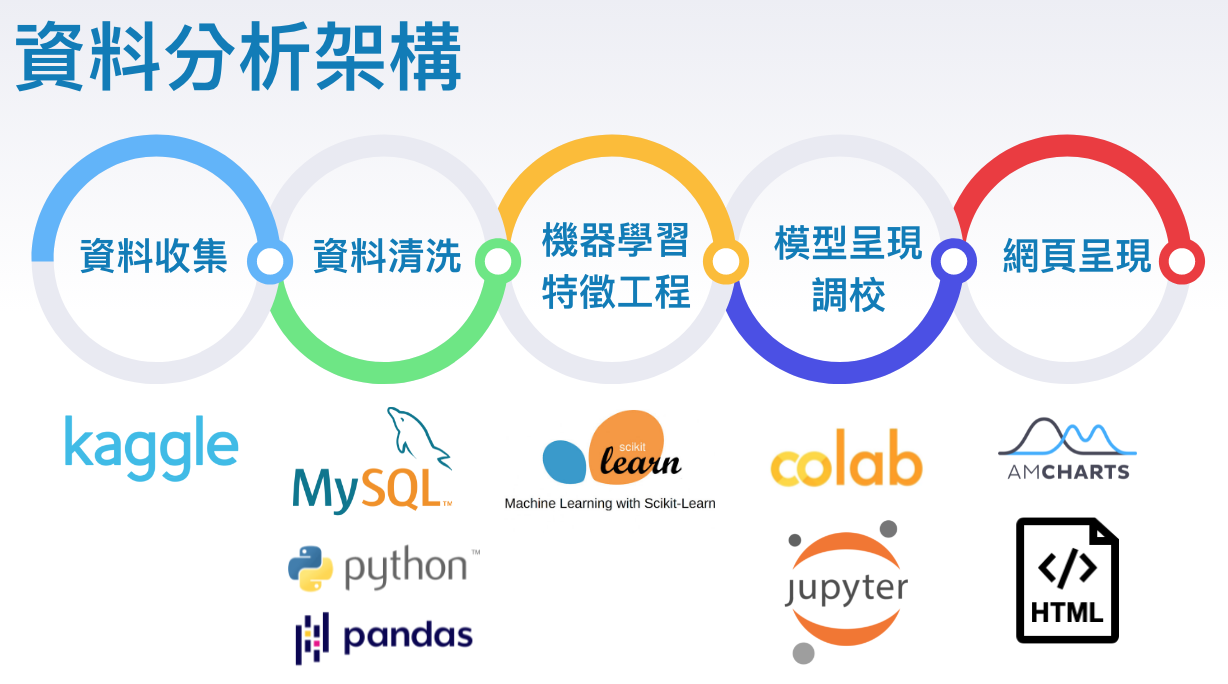 資料分析架構
資料收集
資料清洗
機器學習
特徵工程
模型呈現
調校
網頁呈現
kaggle
MySQL™
python™
pandas
scikit
learn
Machine Learning with Scikit-Learn
colab
jupyter
AMCHARTS
</>
HTML